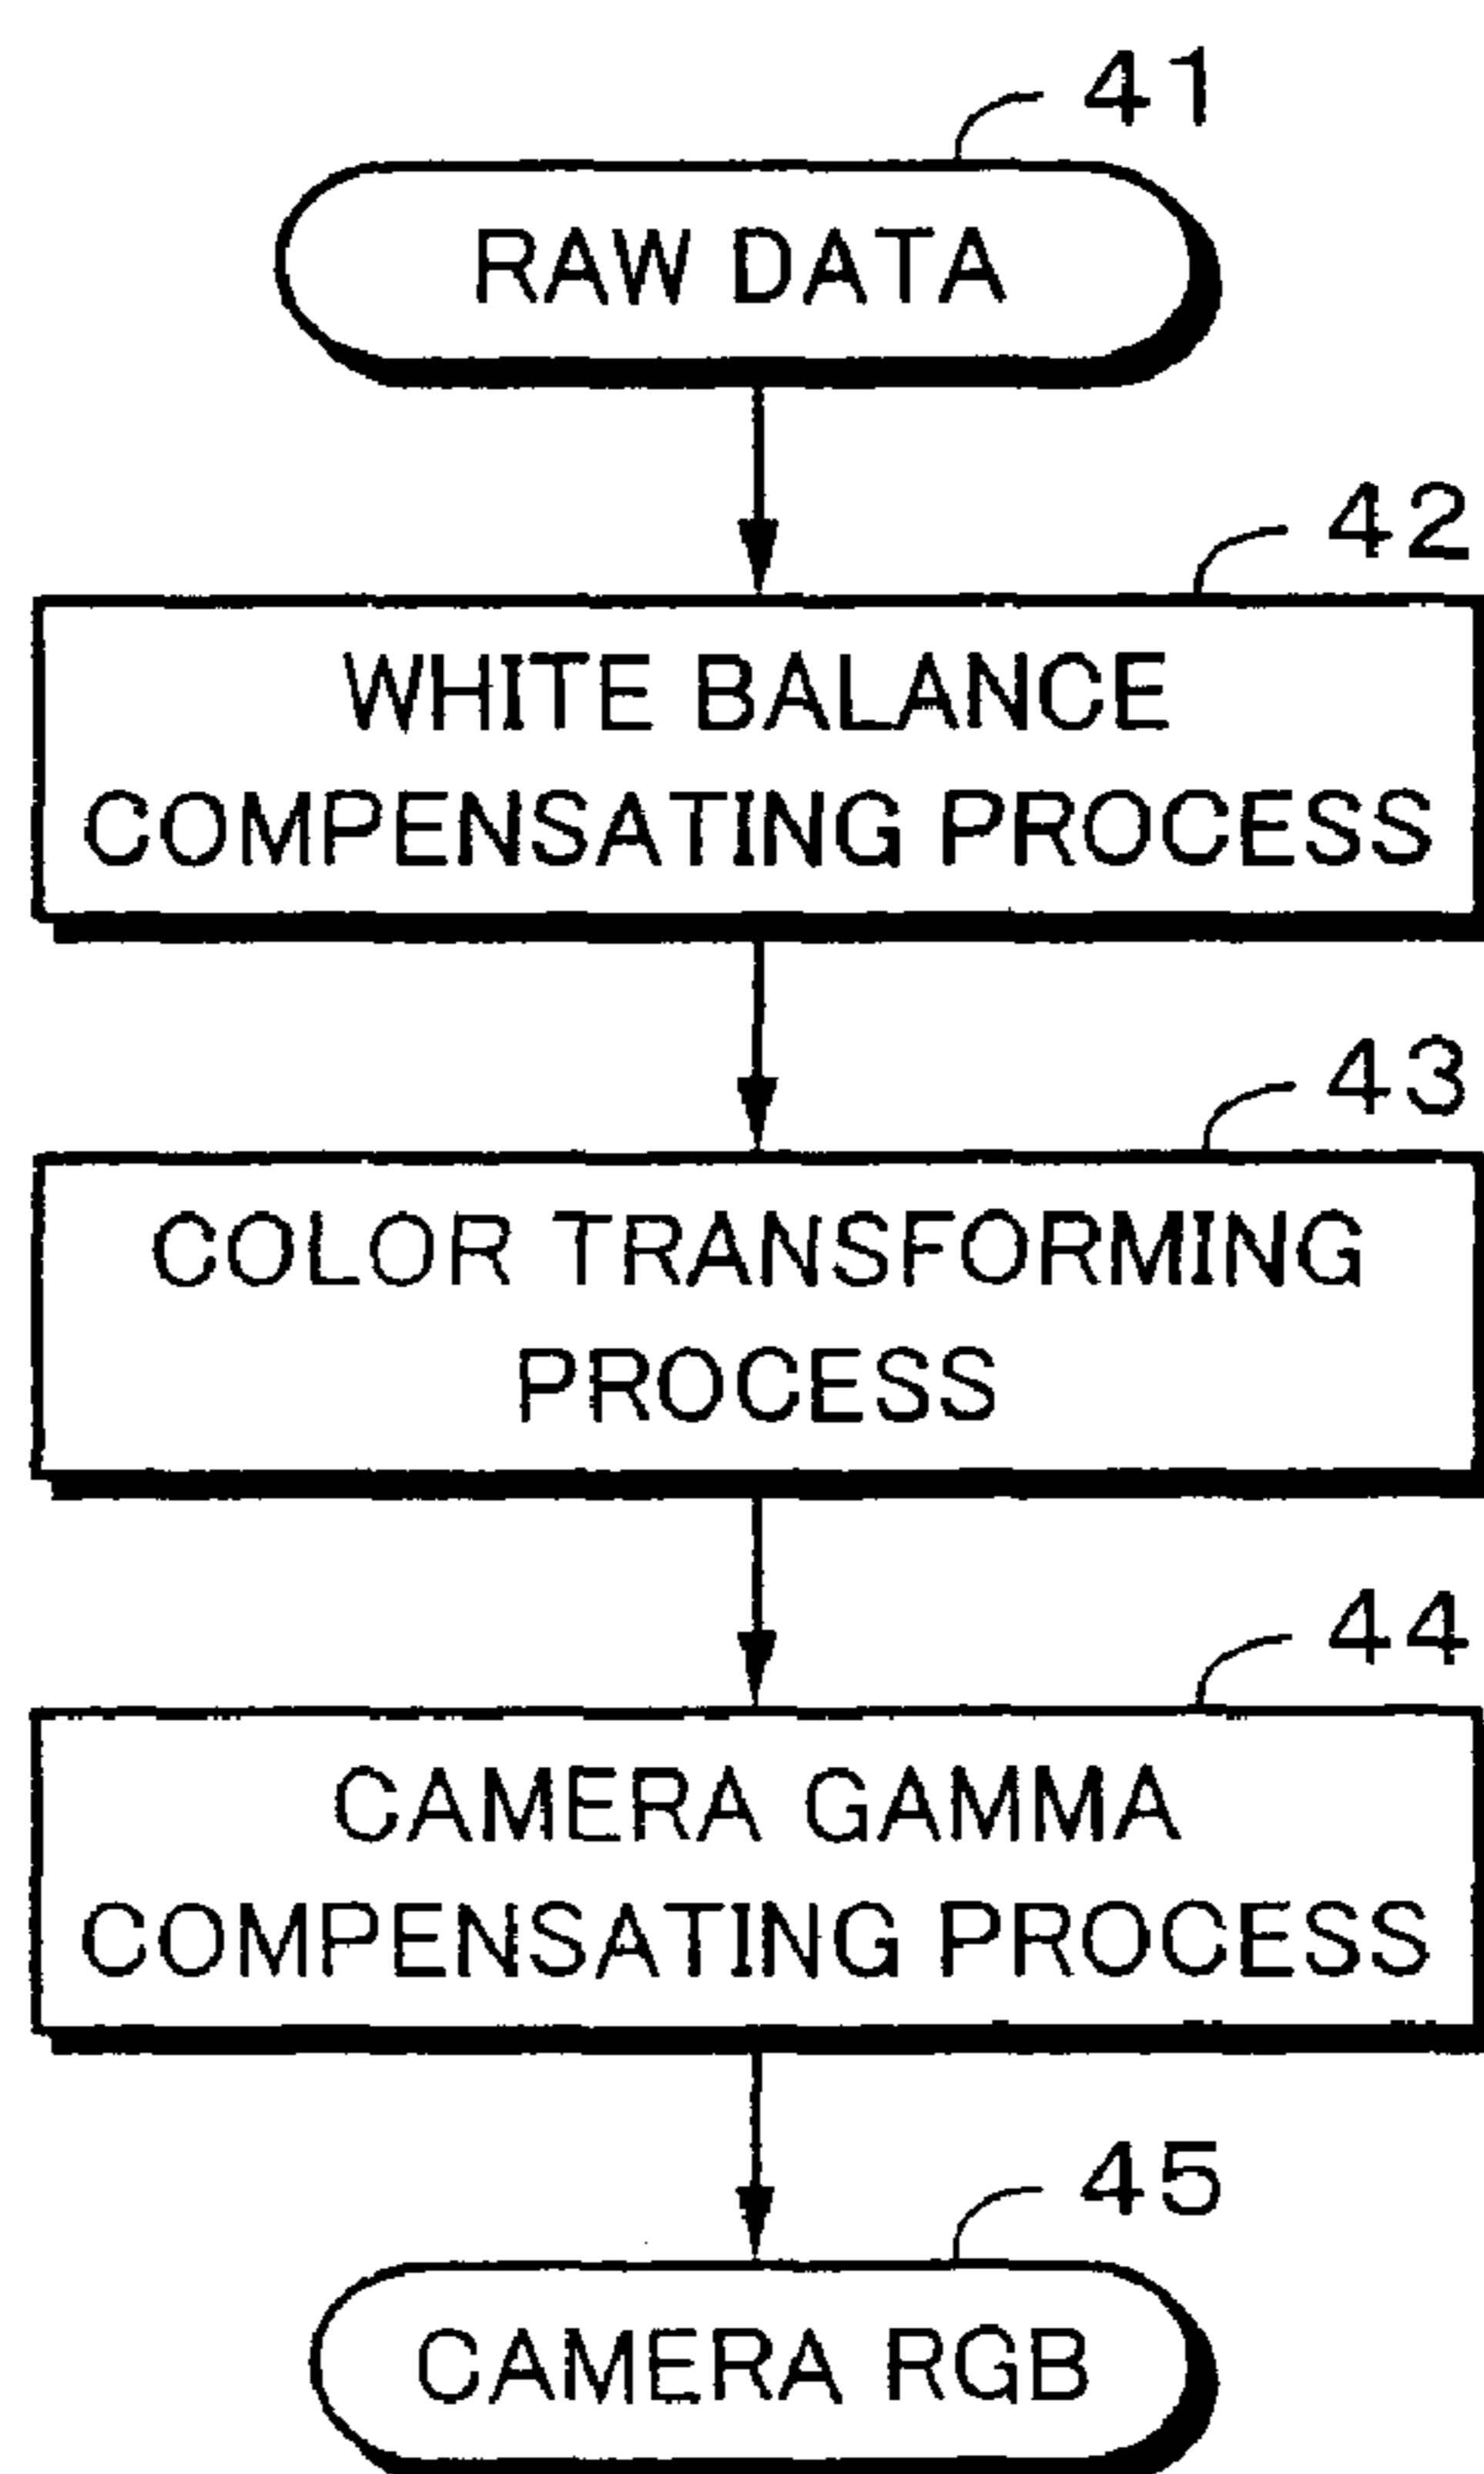 41
RAW DATA
42
WHITE BALANCE
COMPENSATING PROCESS
43
COLOR TRANSFORMING
PROCESS
44
CAMERA GAMMA
COMPENSATING PROCESS
45
CAMERA RGB